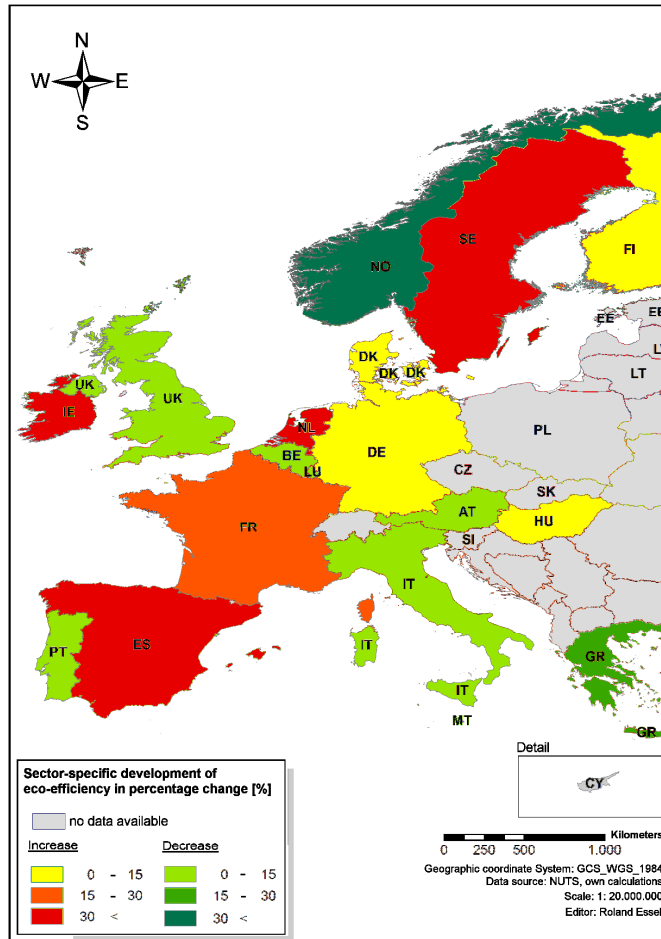 N
W E
S
NO
SE
FI
EE
EE
LT
DK
DK
DK
UK
UK
IE
NL
BE
LU
DE
PL
CZ
SK
AT
HU
SI
FR
IT
IT
IT
MT
PT
ES
GR
GR
Detail
CY
Sector-specific development of
eco-efficiency in percentage change [%]
no data available
Increase Decrease
0 - 15 0 - 15
15 - 30 15 - 30
30 < 30 <
Kilometers
0 250 500 1.000
Geographic coordinate System: GCS_WGS_1984
Data source: NUTS, own calculations
Scale: 1: 20.000.000
Editor: Roland Essel